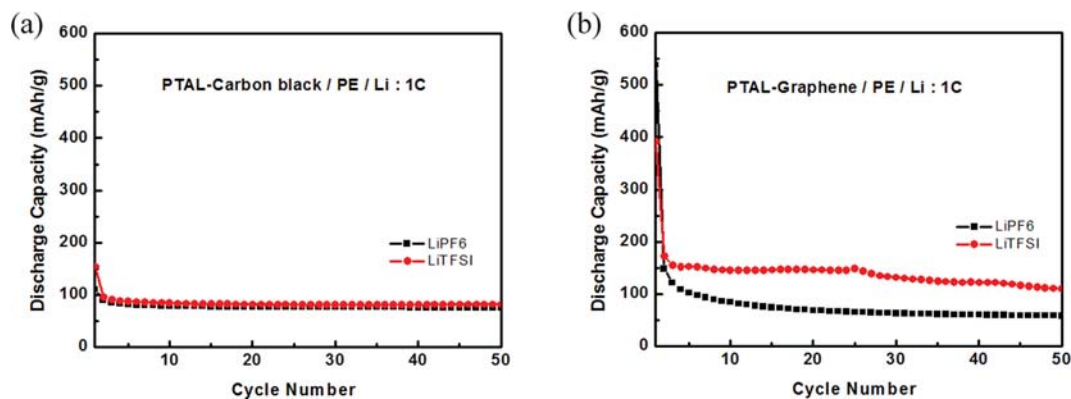 (a)
600
500
400
300
200
100
0
Discharge Capacity (mAh/g)
PTAL-Carbon black / PE / Li : 1C
LiPF6
LiTFSI
10
20
30
40
50
Cycle Number
(b)
600
500
400
300
200
100
0
Discharge Capacity (mAh/g)
PTAL-Graphene / PE / Li : 1C
LiPF6
LiTFSI
10
20
30
40
50
Cycle Number